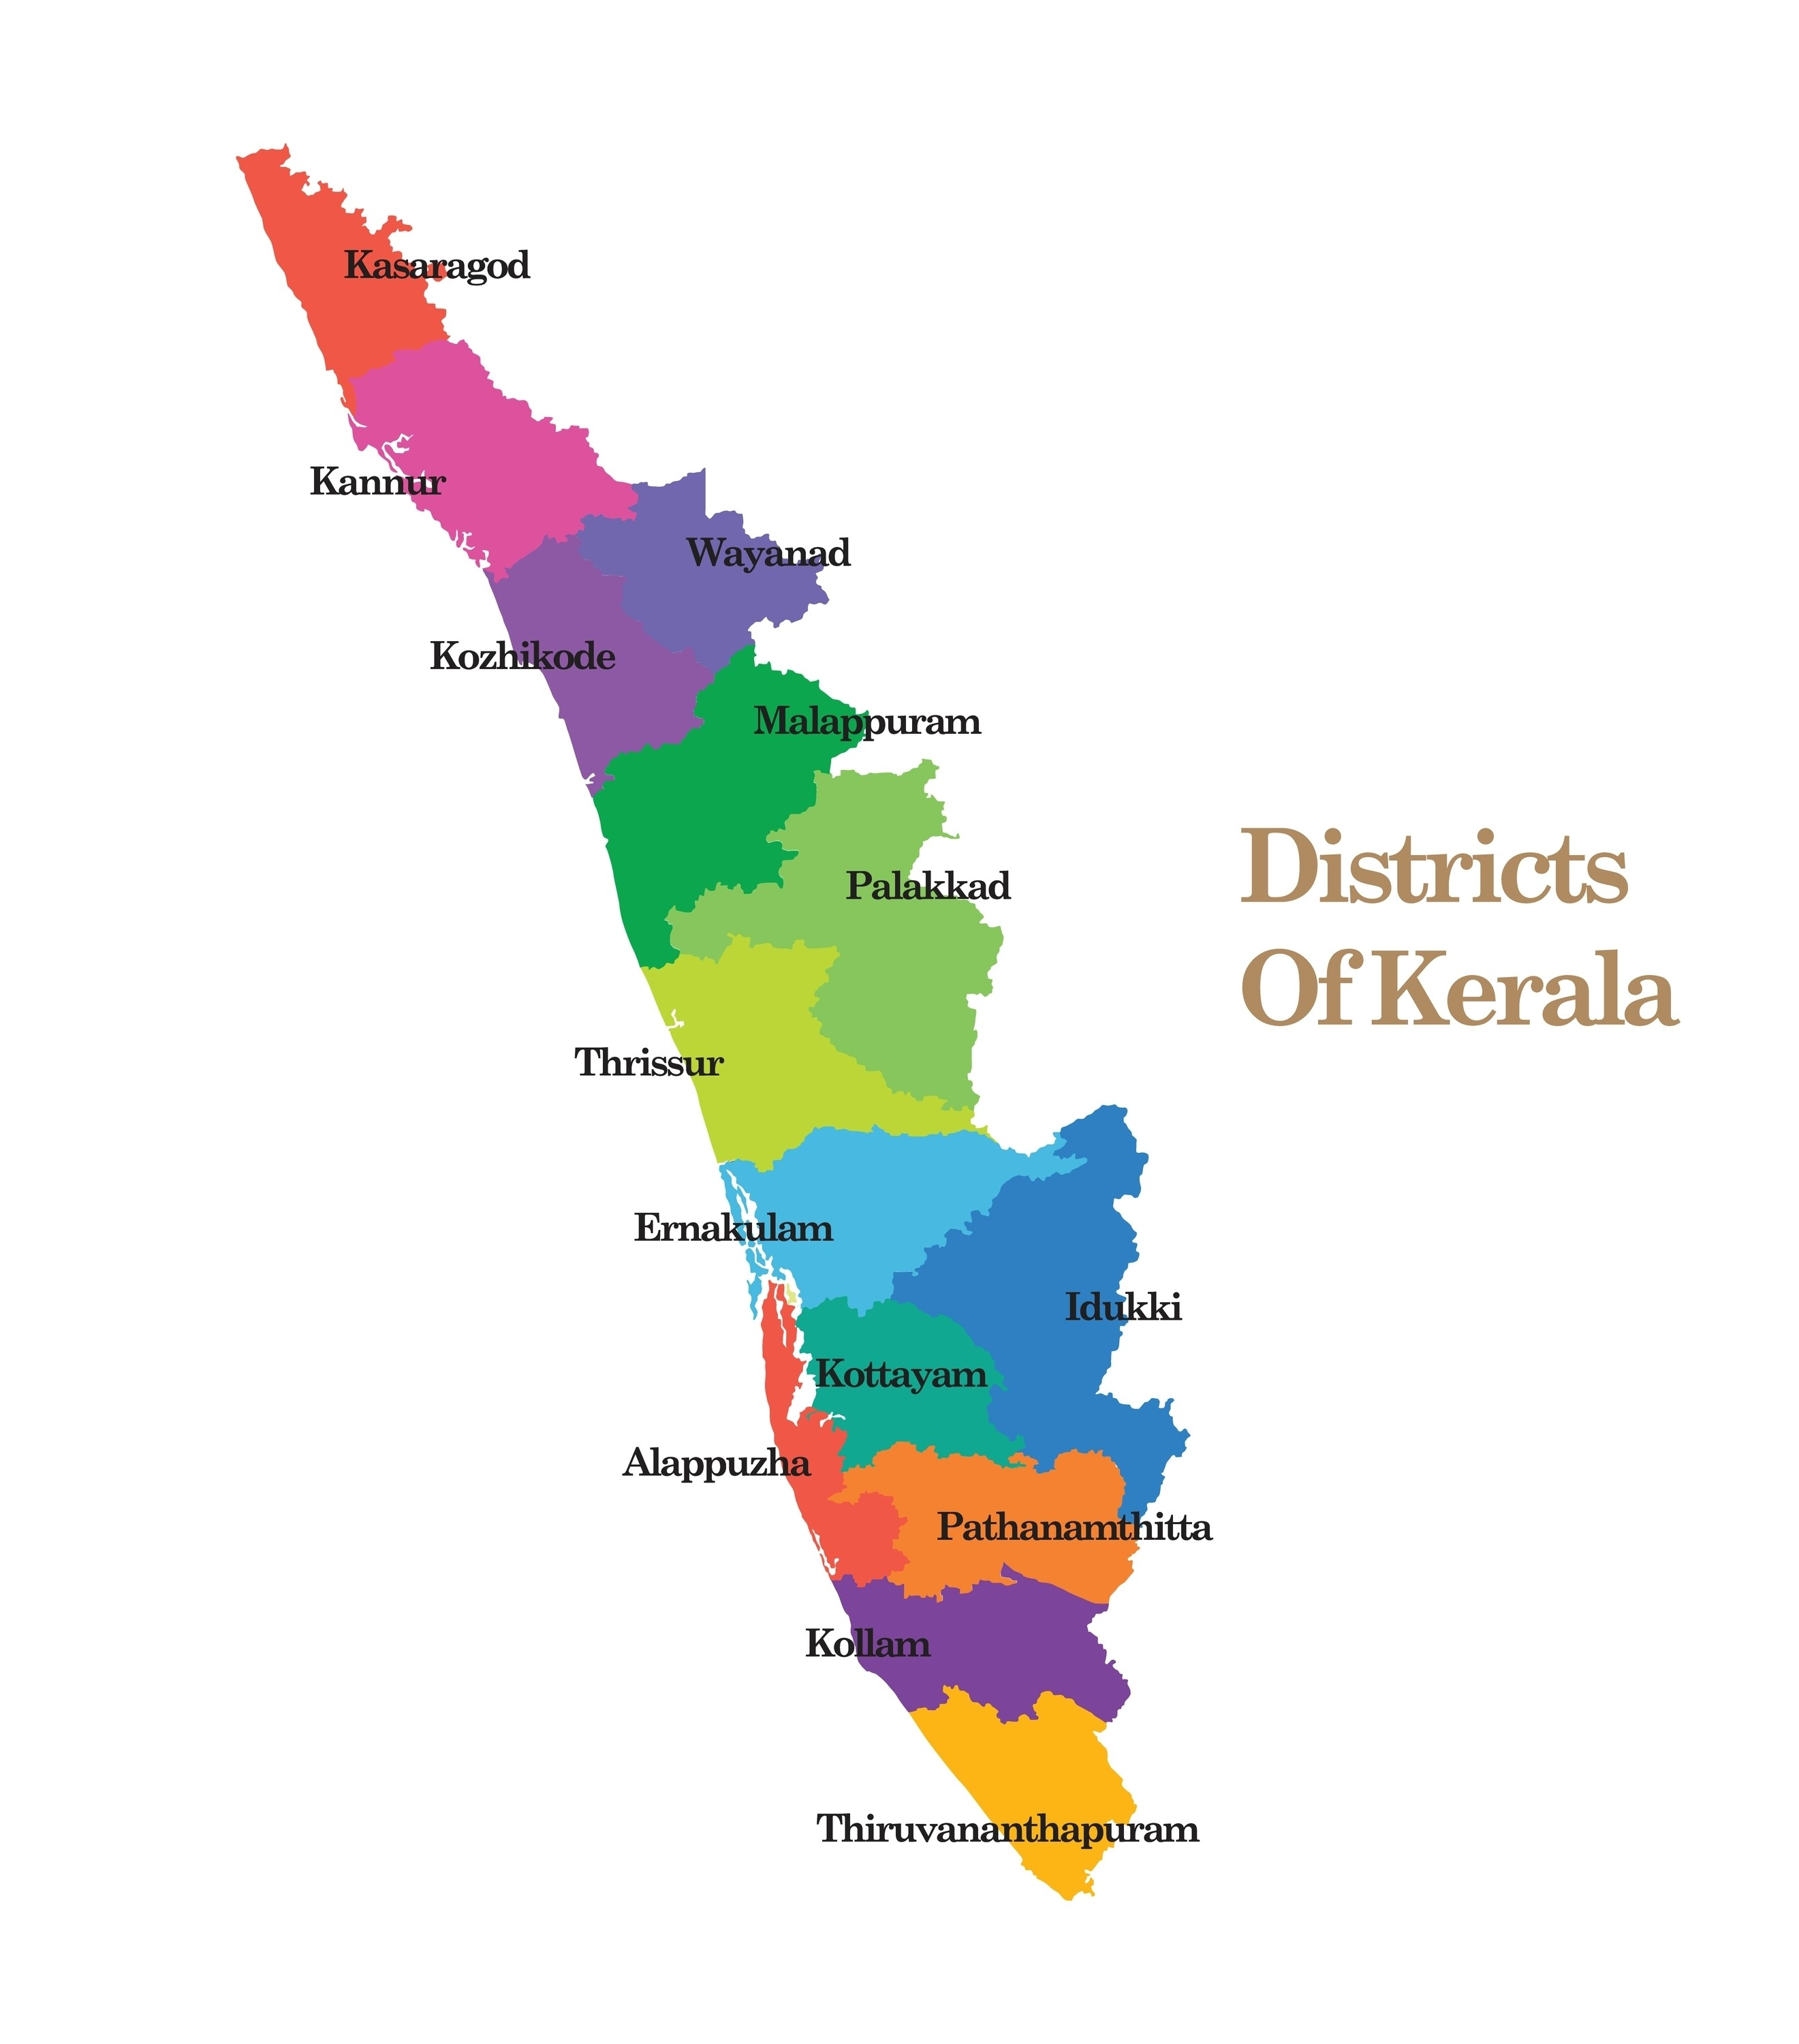 Kasaragod
Kannur
Wayanad
Kozhikode
Malappuram
Palakkad
Districts
Of Kerala
Thrissur
Ernakulam
Idukki
Kottayam
Alappuzha
Pathanamthitta
Kollam
Thiruvananthapuram